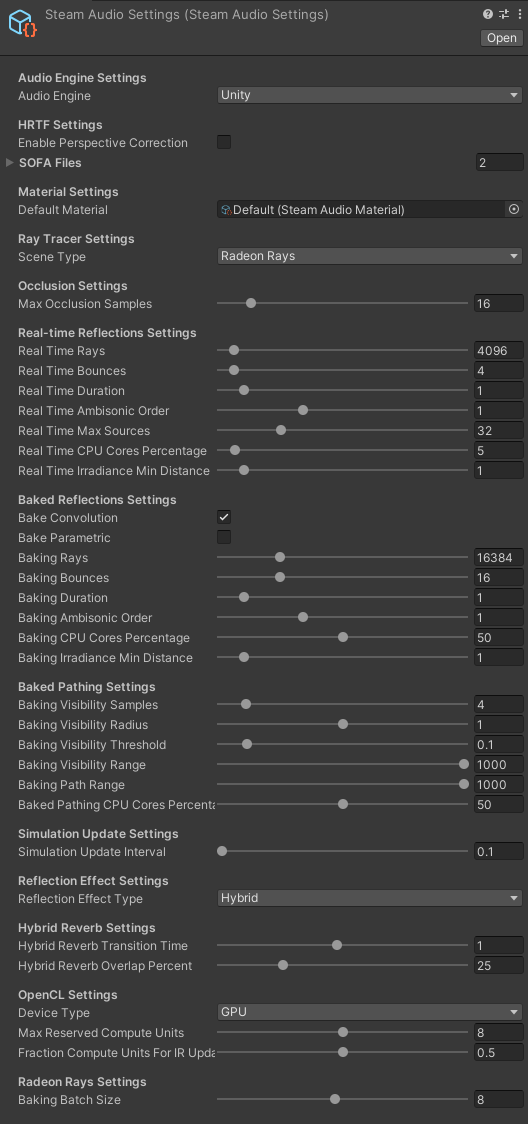 Steam Audio Settings (Steam Audio Settings)
Open
Audio Engine Settings
Audio Engine Unity
HRTF Settings
Enable Perspective Correction
SOFA Files 2
Material Settings
Default Material Default (Steam Audio Material)
Ray Tracer Settings
Scene Type Radeon Rays
Occlusion Settings
Max Occlusion Samples 16
Real-time Reflections Settings
Real Time Rays 4096
Real Time Bounces 4
Real Time Duration 1
Real Time Ambisonic Order 1
Real Time Max Sources 32
Real Time CPU Cores Percentage 5
Real Time Irradiance Min Distance 1
Baked Reflections Settings
Bake Convolution
Bake Parametric
Baking Rays 16384
Baking Bounces 16
Baking Duration 1
Baking Ambisonic Order 1
Baking CPU Cores Percentage 50
Baking Irradiance Min Distance 1
Baked Pathing Settings
Baking Visibility Samples 4
Baking Visibility Radius 1
Baking Visibility Threshold 0.1
Baking Visibility Range 1000
Baking Path Range 1000
Baked Pathing CPU Cores Percenta 50
Simulation Update Settings
Simulation Update Interval 0.1
Reflection Effect Settings
Reflection Effect Type Hybrid
Hybrid Reverb Settings
Hybrid Reverb Transition Time 1
Hybrid Reverb Overlap Percent 25
OpenCL Settings
Device Type GPU
Max Reserved Compute Units 8
Fraction Compute Units For IR Upda 0.5
Radeon Rays Settings
Baking Batch Size 8